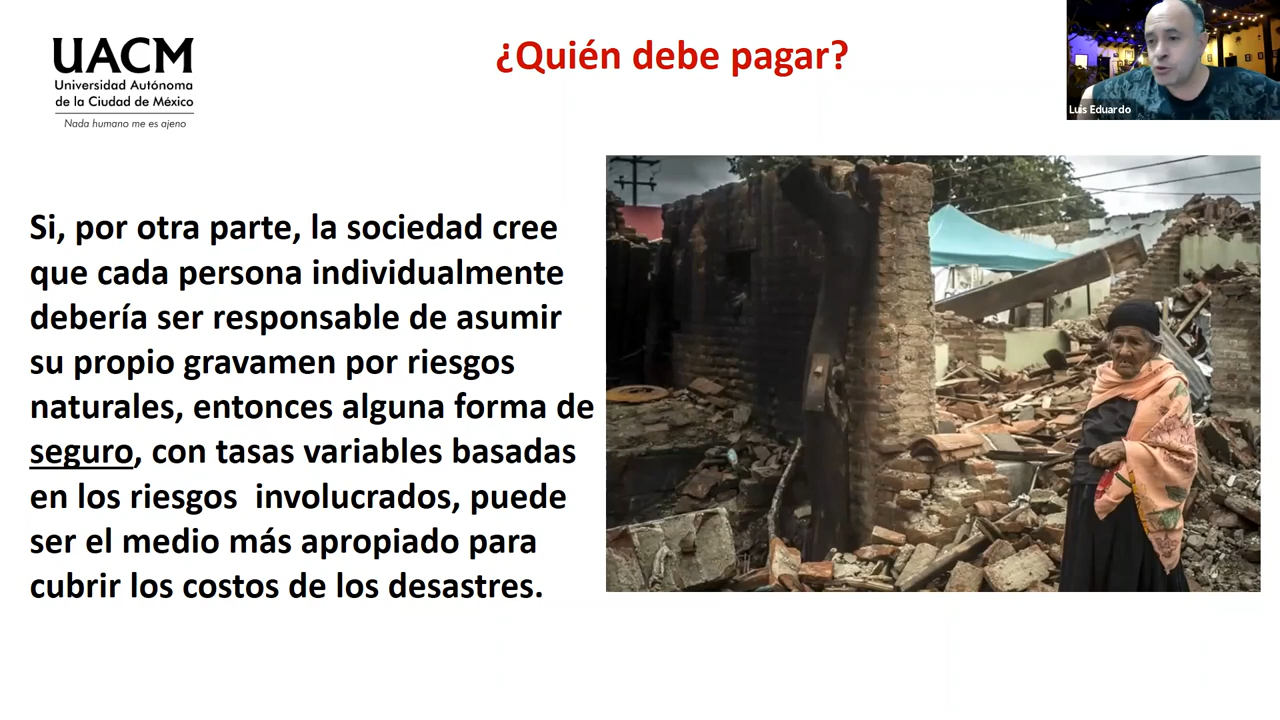 UACM
Universidad Autónoma
de la Ciudad de México
Nada humano me es ajeno
¿Quién debe pagar?
Luis Eduardo
Si, por otra parte, la sociedad cree
que cada persona individualmente
debería ser responsable de asumir
su propio gravamen por riesgos
naturales, entonces alguna forma de
seguro, con tasas variables basadas
en los riesgos  involucrados, puede
ser el medio más apropiado para
cubrir los costos de los desastres.